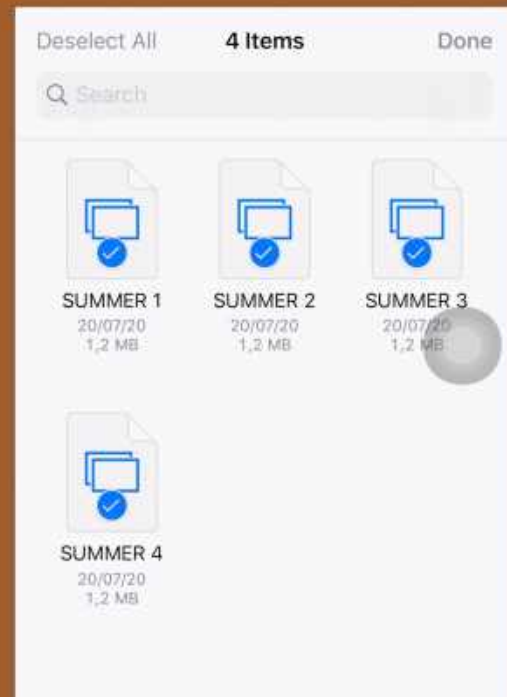 Deselect All 4 Items Done
Search
SUMMER 1 SUMMER 2 SUMMER 3
20/07/20 20/07/20 20/07/20
1,2 MB 1,2 MB 1,2 MB
SUMMER 4
20/07/20
1,2 MB